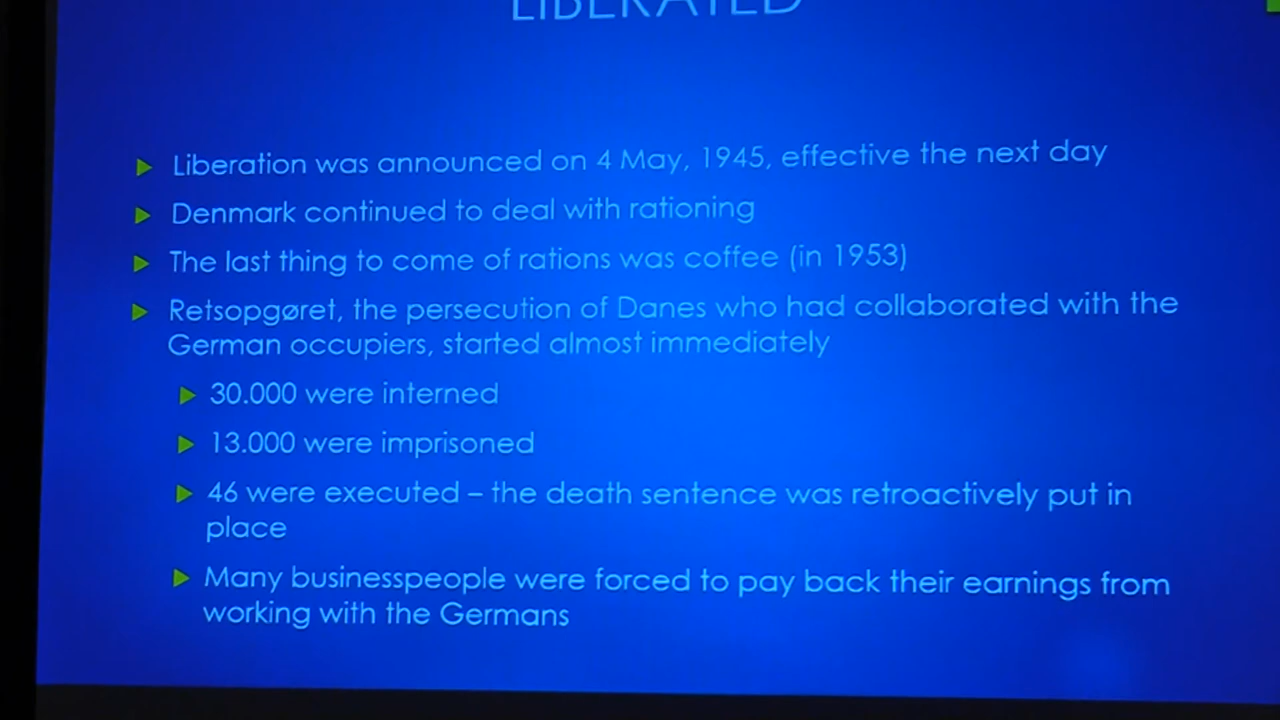 LIBERATED
Liberation was announced on 4 May, 1945, effective the next day
Denmark continued to deal with rationing
The last thing to come of rations was coffee (in 1953)
Retsopgøret, the persecution of Danes who had collaborated with the
German occupiers, started almost immediately
30.000 were interned
13.000 were imprisoned
46 were executed – the death sentence was retroactively put in
place
Many businesspeople were forced to pay back their earnings from
working with the Germans